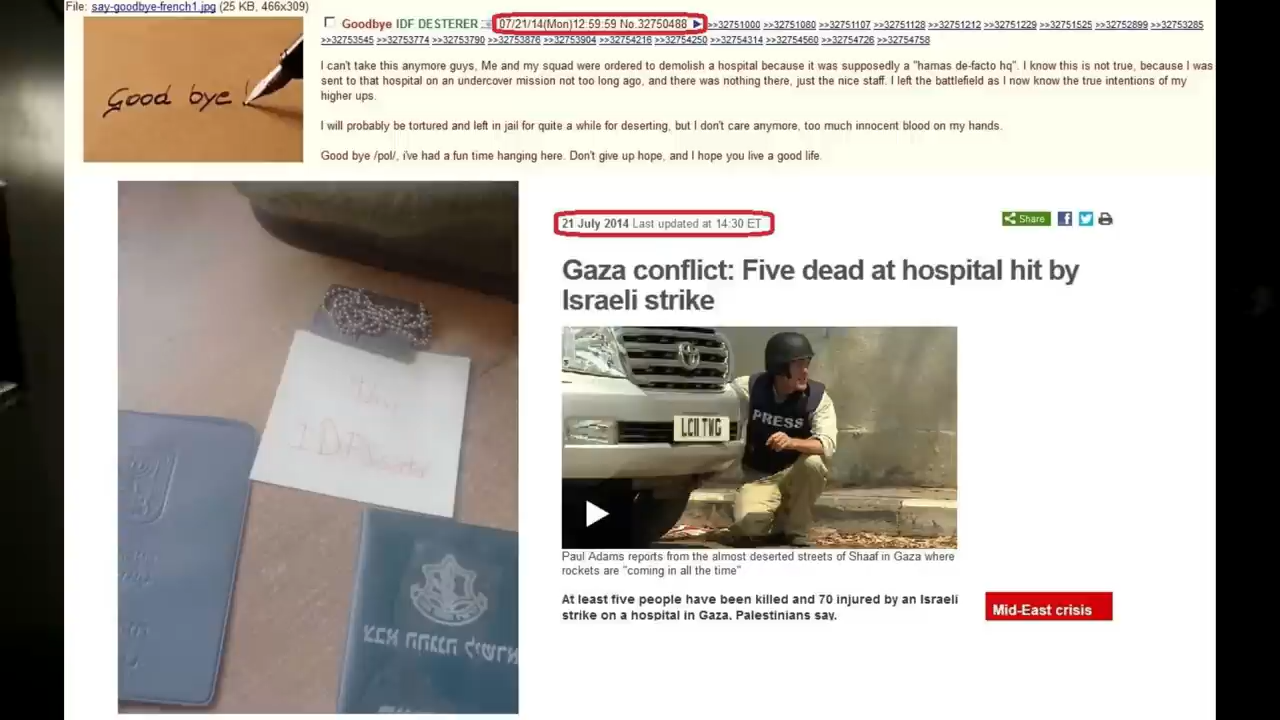 File: say-goodbye-french1.jpg (25 KB, 466x309)
Good bye !
Goodbye IDF DESTERER 07/21/14(Mon)12:59:59 No.32750488 ▶ >>32751000 >>32751080 >>32751107 >>32751128 >>32751212 >>32751229 >>32751525 >>32752899 >>32753285
>>32753545 >>32753774 >>32753790 >>32753876 >>32753904 >>32754216 >>32754250 >>32754314 >>32754560 >>32754726 >>32754758
I can't take this anymore guys, Me and my squad were ordered to demolish a hospital because it was supposedly a "hamas de-facto hq". I know this is not true, because I was
sent to that hospital on an undercover mission not too long ago, and there was nothing there, just the nice staff. I left the battlefield as I now know the true intentions of my
higher ups.
I will probably be tortured and left in jail for quite a while for deserting, but I don't care anymore, too much innocent blood on my hands.
Good bye /pol/, i've had a fun time hanging here. Don't give up hope, and I hope you live a good life.
21 July 2014 Last updated at 14:30 ET
Share
Gaza conflict: Five dead at hospital hit by
Israeli strike
PRESS
LC11 TWG
Paul Adams reports from the almost deserted streets of Shaaf in Gaza where
rockets are "coming in all the time"
At least five people have been killed and 70 injured by an Israeli
strike on a hospital in Gaza, Palestinians say.
Mid-East crisis
צבא ההגנה לישראל